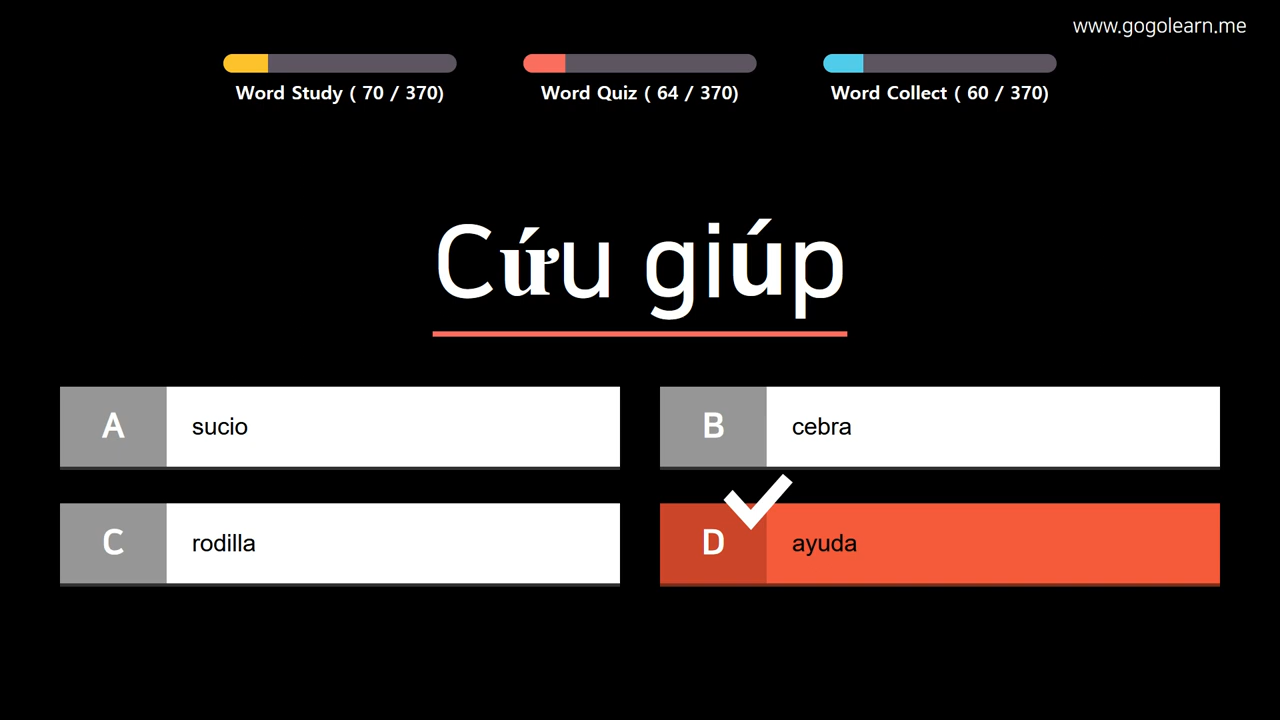 www.gogolearn.me
Word Study ( 70 / 370)
Word Quiz ( 64 / 370)
Word Collect ( 60 / 370)
Cứu giúp
A sucio
B cebra
C rodilla
D ayuda